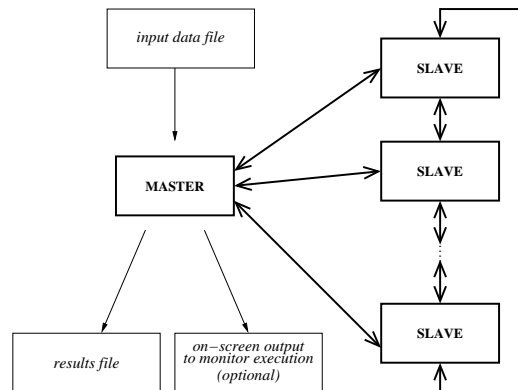 input data file
SLAVE
SLAVE
MASTER
SLAVE
results file
on−screen output
to monitor execution
(optional)